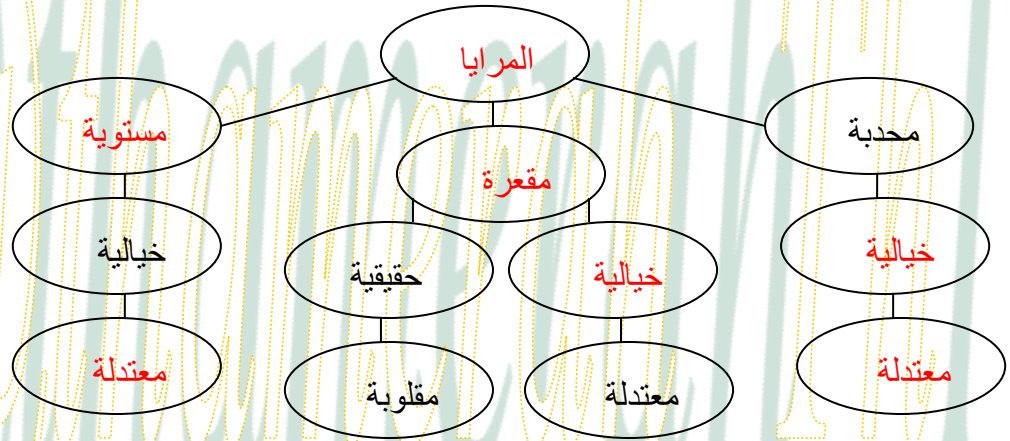 المرايا
محدبة
مقعرة
مستوية
خيالية
خيالية
حقيقية
خيالية
معتدلة
معتدلة
مقلوبة
معتدلة